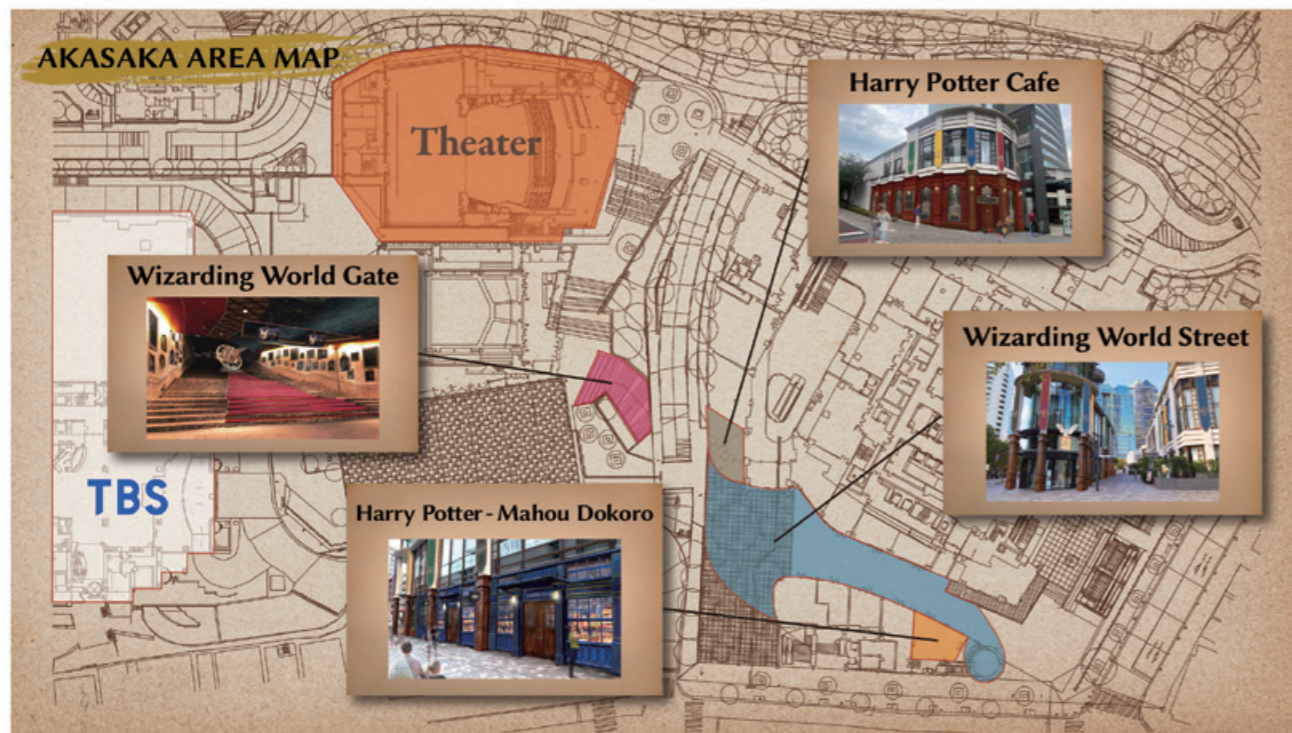 AKASAKA AREA MAP
Theater
Harry Potter Cafe
Wizarding World Gate
Wizarding World Street
TBS
Harry Potter - Mahou Dokoro